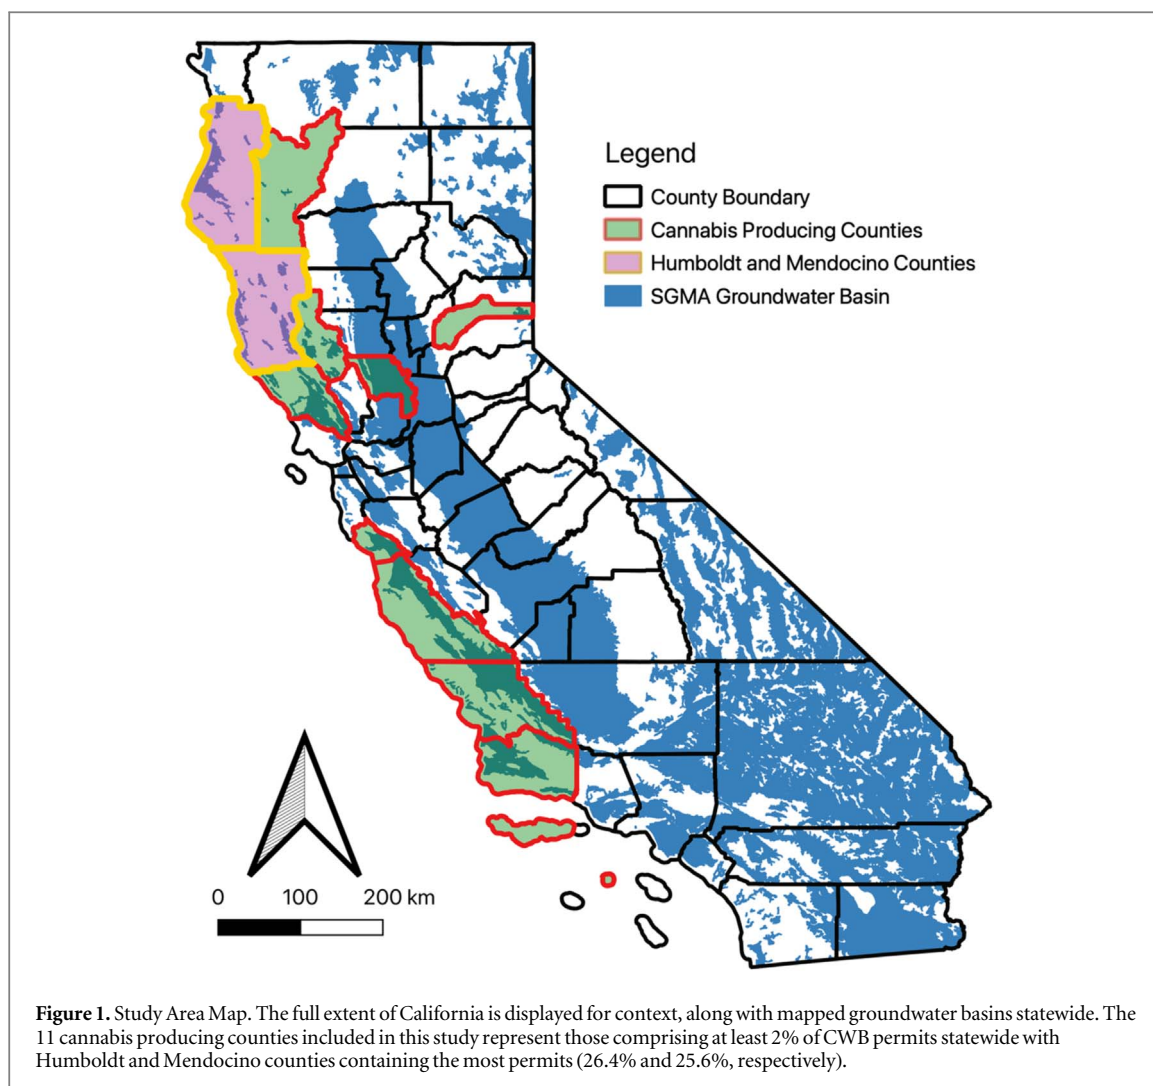 Legend
County Boundary
Cannabis Producing Counties
Humboldt and Mendocino Counties
SGMA Groundwater Basin
0 100 200 km
Figure 1. Study Area Map. The full extent of California is displayed for context, along with mapped groundwater basins statewide. The
11 cannabis producing counties included in this study represent those comprising at least 2% of CWB permits statewide with
Humboldt and Mendocino counties containing the most permits (26.4% and 25.6%, respectively).